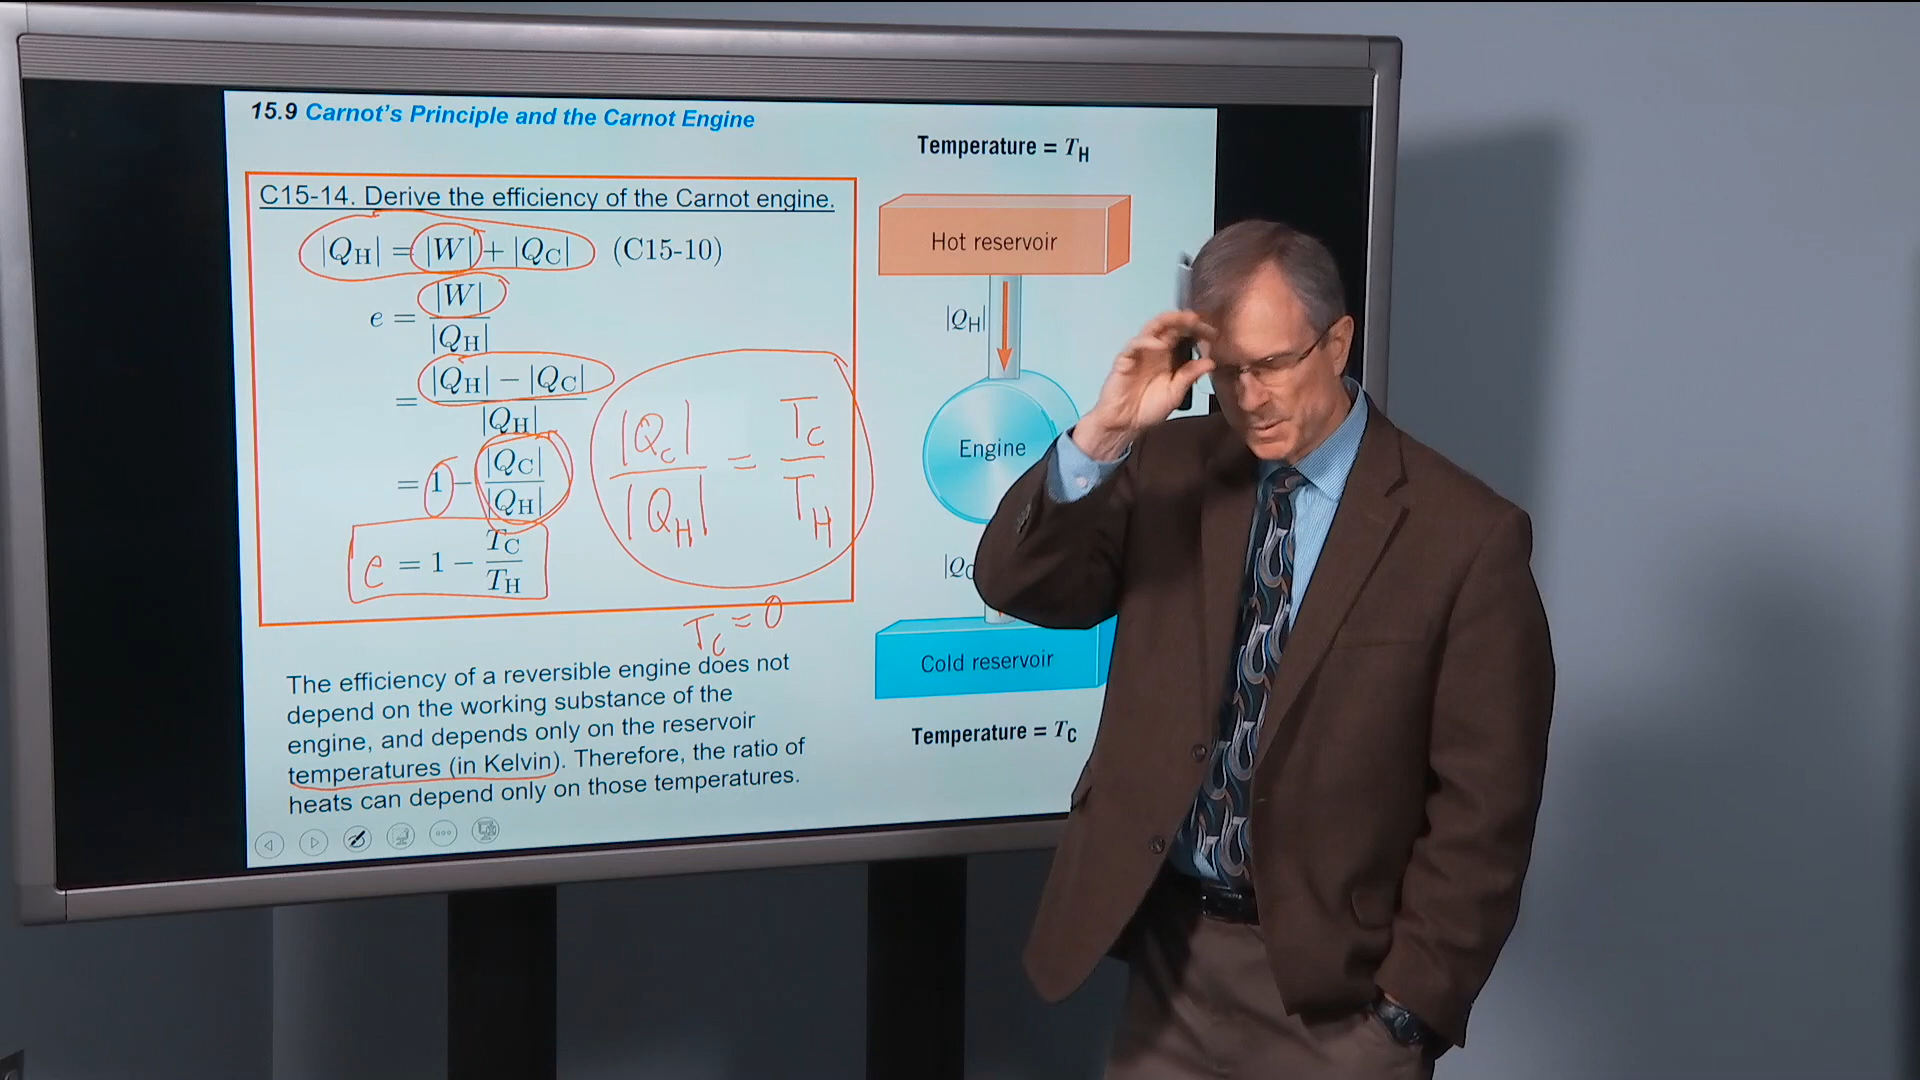 15.9 Carnot's Principle and the Carnot Engine
C15-14. Derive the efficiency of the Carnot engine.
|QH| = |W| + |QC| (C15-10)
e = |W| / |QH|
= |QH| − |QC| / |QH|
= 1 − |QC| / |QH|
e = 1 − TC / TH
|QC| / |QH| = TC / TH
TC = 0
The efficiency of a reversible engine does not
depend on the working substance of the
engine, and depends only on the reservoir
temperatures (in Kelvin). Therefore, the ratio of
heats can depend only on those temperatures.
Temperature = TH
Hot reservoir
|QH|
Engine
|QC
Cold reservoir
Temperature = TC